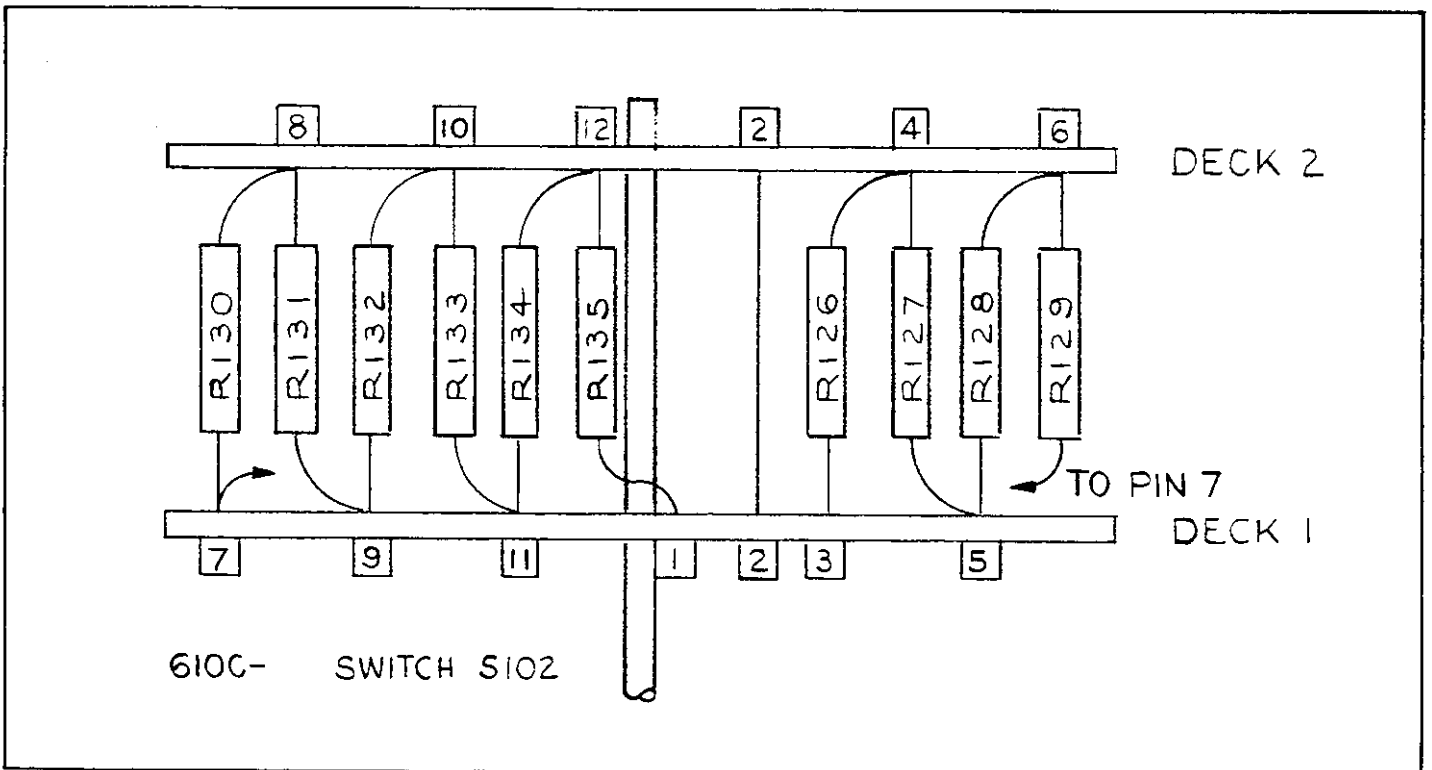 8 10 12 2 4 6
DECK 2
R130 R131 R132 R133 R134 R135 R126 R127 R128 R129
TO PIN 7
DECK 1
7 9 11 1 2 3 5
610C- SWITCH S102